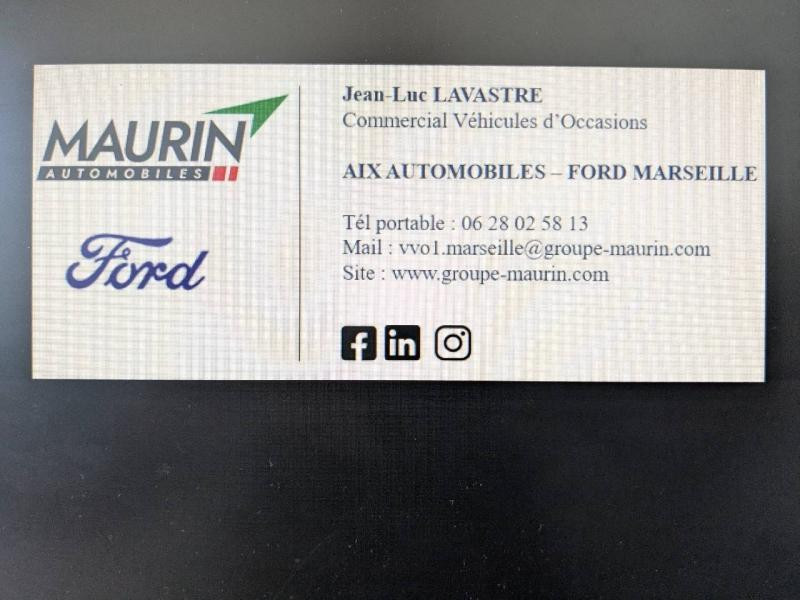 MAURIN
AUTOMOBILES
Ford
Jean-Luc LAVASTRE
Commercial Véhicules d'Occasions
AIX AUTOMOBILES – FORD MARSEILLE
Tél portable : 06 28 02 58 13
Mail : vvo1.marseille@groupe-maurin.com
Site : www.groupe-maurin.com
f in